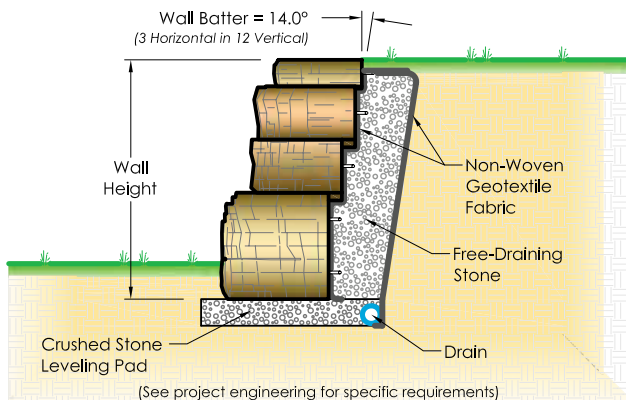 Wall Batter = 14.0°
(3 Horizontal in 12 Vertical)
Wall
Height
Non-Woven
Geotextile
Fabric
Free-Draining
Stone
Crushed Stone
Leveling Pad
Drain
(See project engineering for specific requirements)